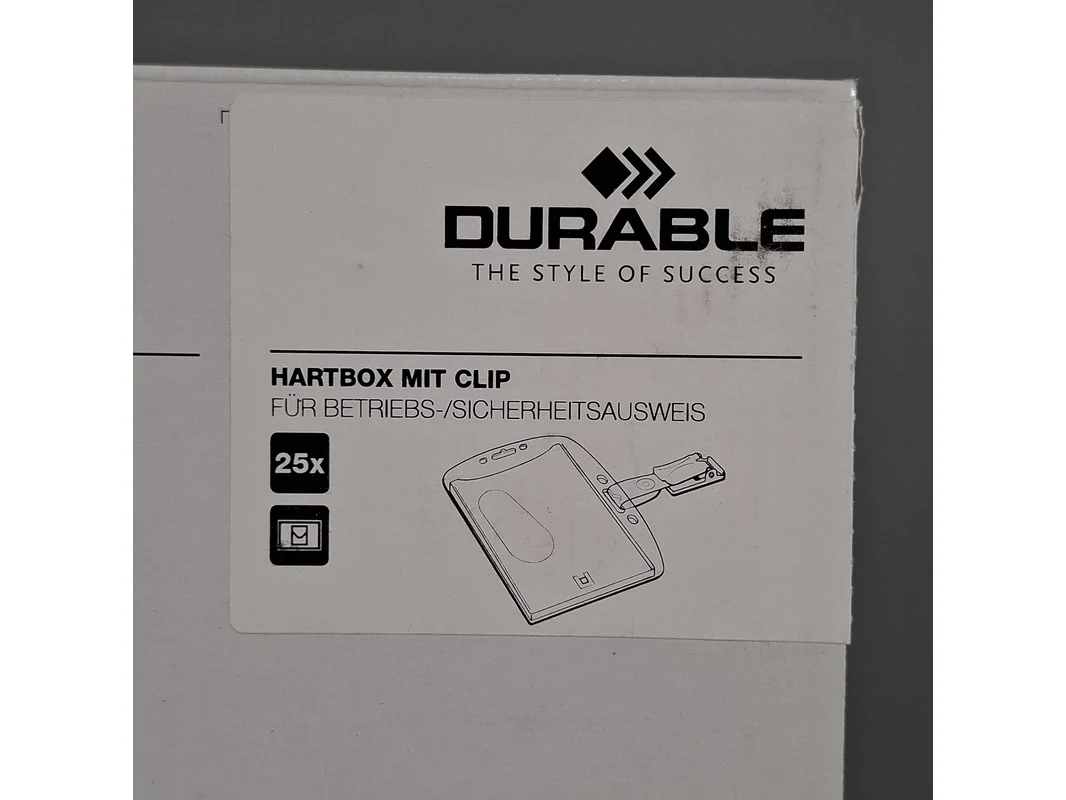 DURABLE
THE STYLE OF SUCCESS
HARTBOX MIT CLIP
FÜR BETRIEBS-/SICHERHEITSAUSWEIS
25x